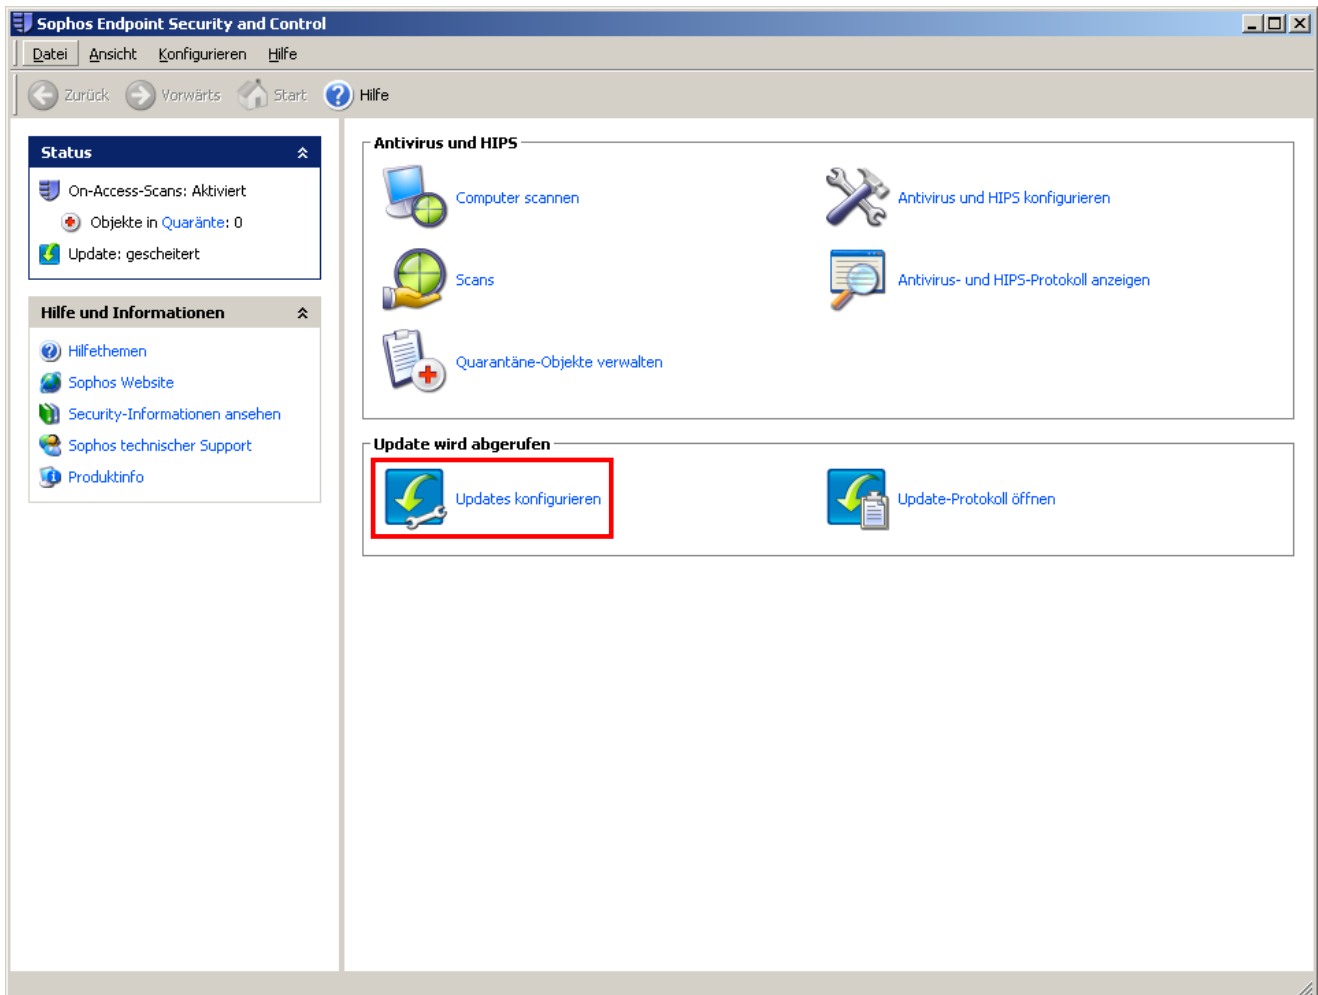 Sophos Endpoint Security and Control
Datei Ansicht Konfigurieren Hilfe
Zurück Vorwärts Start Hilfe
Status
On-Access-Scans: Aktiviert
Objekte in Quaränte: 0
Update: gescheitert
Hilfe und Informationen
Hilfethemen
Sophos Website
Security-Informationen ansehen
Sophos technischer Support
Produktinfo
Antivirus und HIPS
Computer scannen
Antivirus und HIPS konfigurieren
Scans
Antivirus- und HIPS-Protokoll anzeigen
Quarantäne-Objekte verwalten
Update wird abgerufen
Updates konfigurieren
Update-Protokoll öffnen